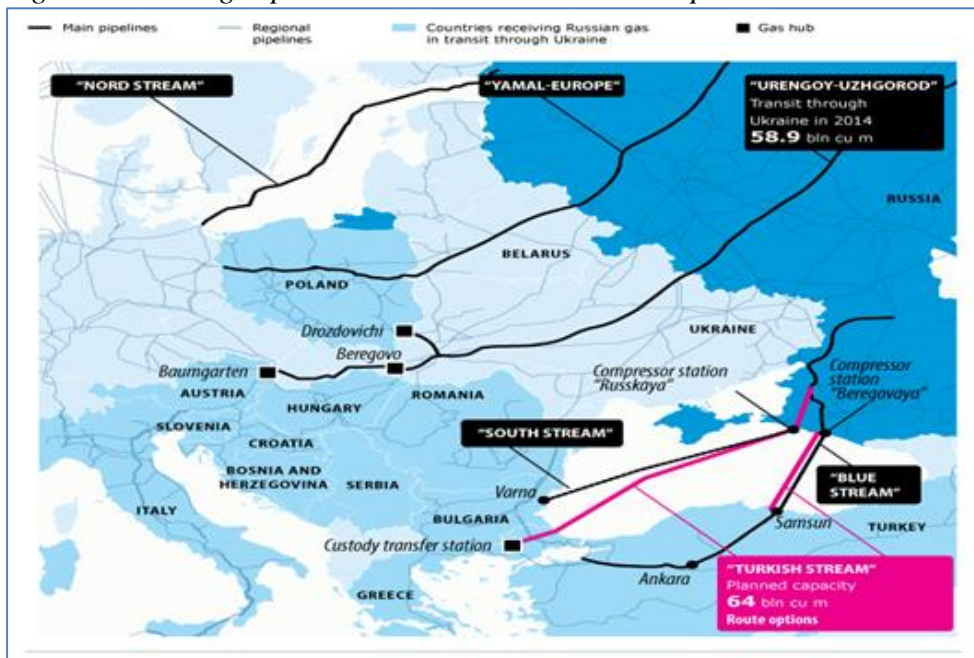 Main pipelines
Regional
pipelines
Countries receiving Russian gas
in transit through Ukraine
Gas hub
"NORD STREAM"
"YAMAL-EUROPE"
"URENGOY-UZHGOROD"
Transit through
Ukraine in 2014
58.9 bln cu m
RUSSIA
BELARUS
POLAND
Drozdovichi
UKRAINE
Beregovo
Baumgarten
Compressor station
"Russkaya"
Compressor
station
"Beregovaya"
AUSTRIA
ROMANIA
HUNGARY
SLOVENIA
CROATIA
"SOUTH STREAM"
BOSNIA AND
HERZEGOVINA
SERBIA
"BLUE
STREAM"
Varna
ITALY
BULGARIA
Samsun
TURKEY
Custody transfer station
Ankara
"TURKISH STREAM"
Planned capacity
64 bln cu m
Route options
GREECE